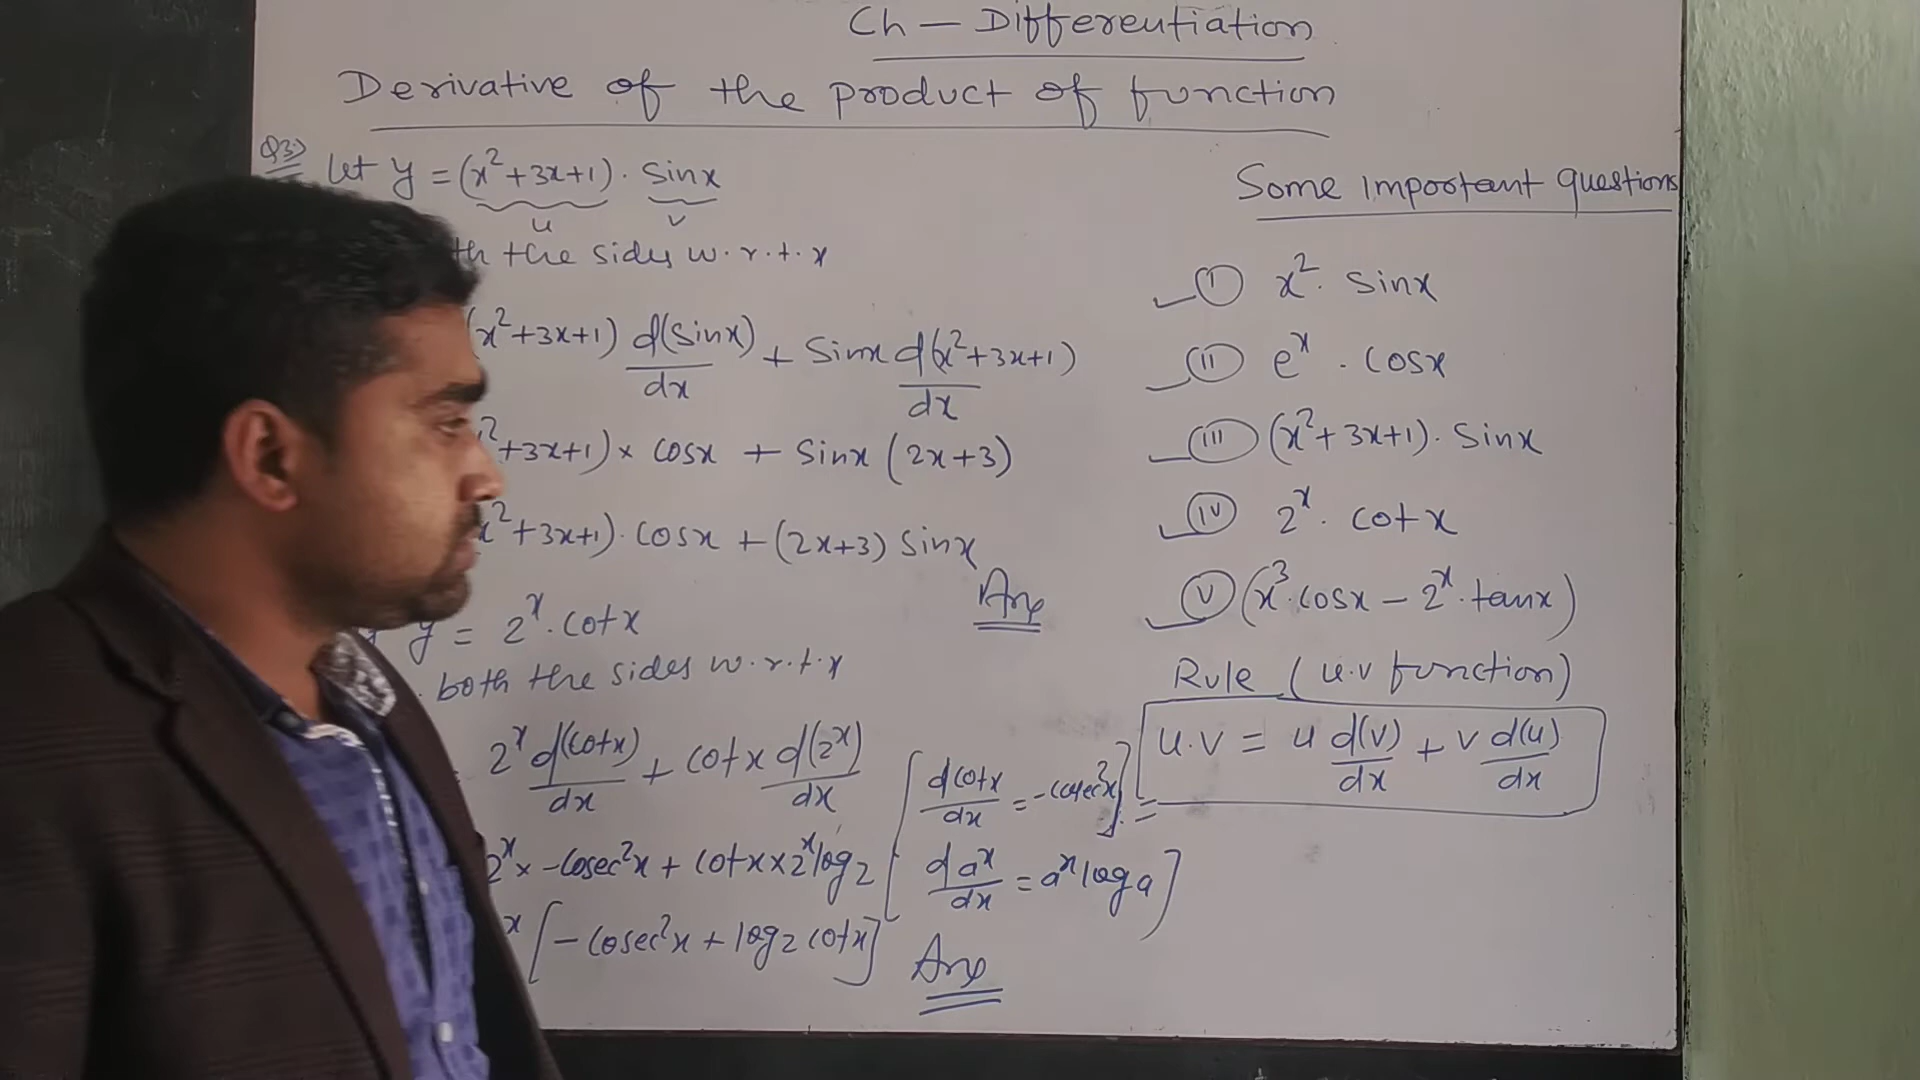 Ch - Differentiation
Derivative of the product of function
Q3:) Let y = (x²+3x+1) · sinx
u v
th the sides w.r.t. x
(x²+3x+1) d(sinx)/dx + Sinx d(x²+3x+1)/dx
²+3x+1) × cosx + Sinx (2x+3)
x²+3x+1) · cosx + (2x+3) sinx
Ans
y = 2ˣ · cotx
both the sides w.r.t. x
2ˣ d(cotx)/dx + cotx d(2ˣ)/dx
[dcotx/dx = -cosec²x]
2ˣ × -cosec²x + cotx × 2ˣ log2
[daˣ/dx = aˣ log a]
x [-cosec²x + log2 cotx]
Ans
Some important questions
(I) x² · sinx
(II) eˣ · cosx
(III) (x²+3x+1) · sinx
(IV) 2ˣ · cotx
(V) (x³·cosx - 2ˣ·tanx)
Rule (u.v function)
u.v = u d(v)/dx + v d(u)/dx